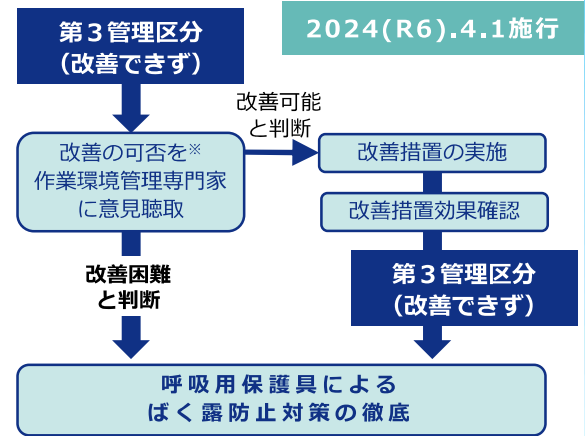 2024(R6).4.1施行
第３管理区分
（改善できず）
改善可能
と判断
改善の可否を※
作業環境管理専門家
に意見聴取
改善措置の実施
改善措置効果確認
改善困難
と判断
第３管理区分
（改善できず）
呼吸用保護具による
ばく露防止対策の徹底